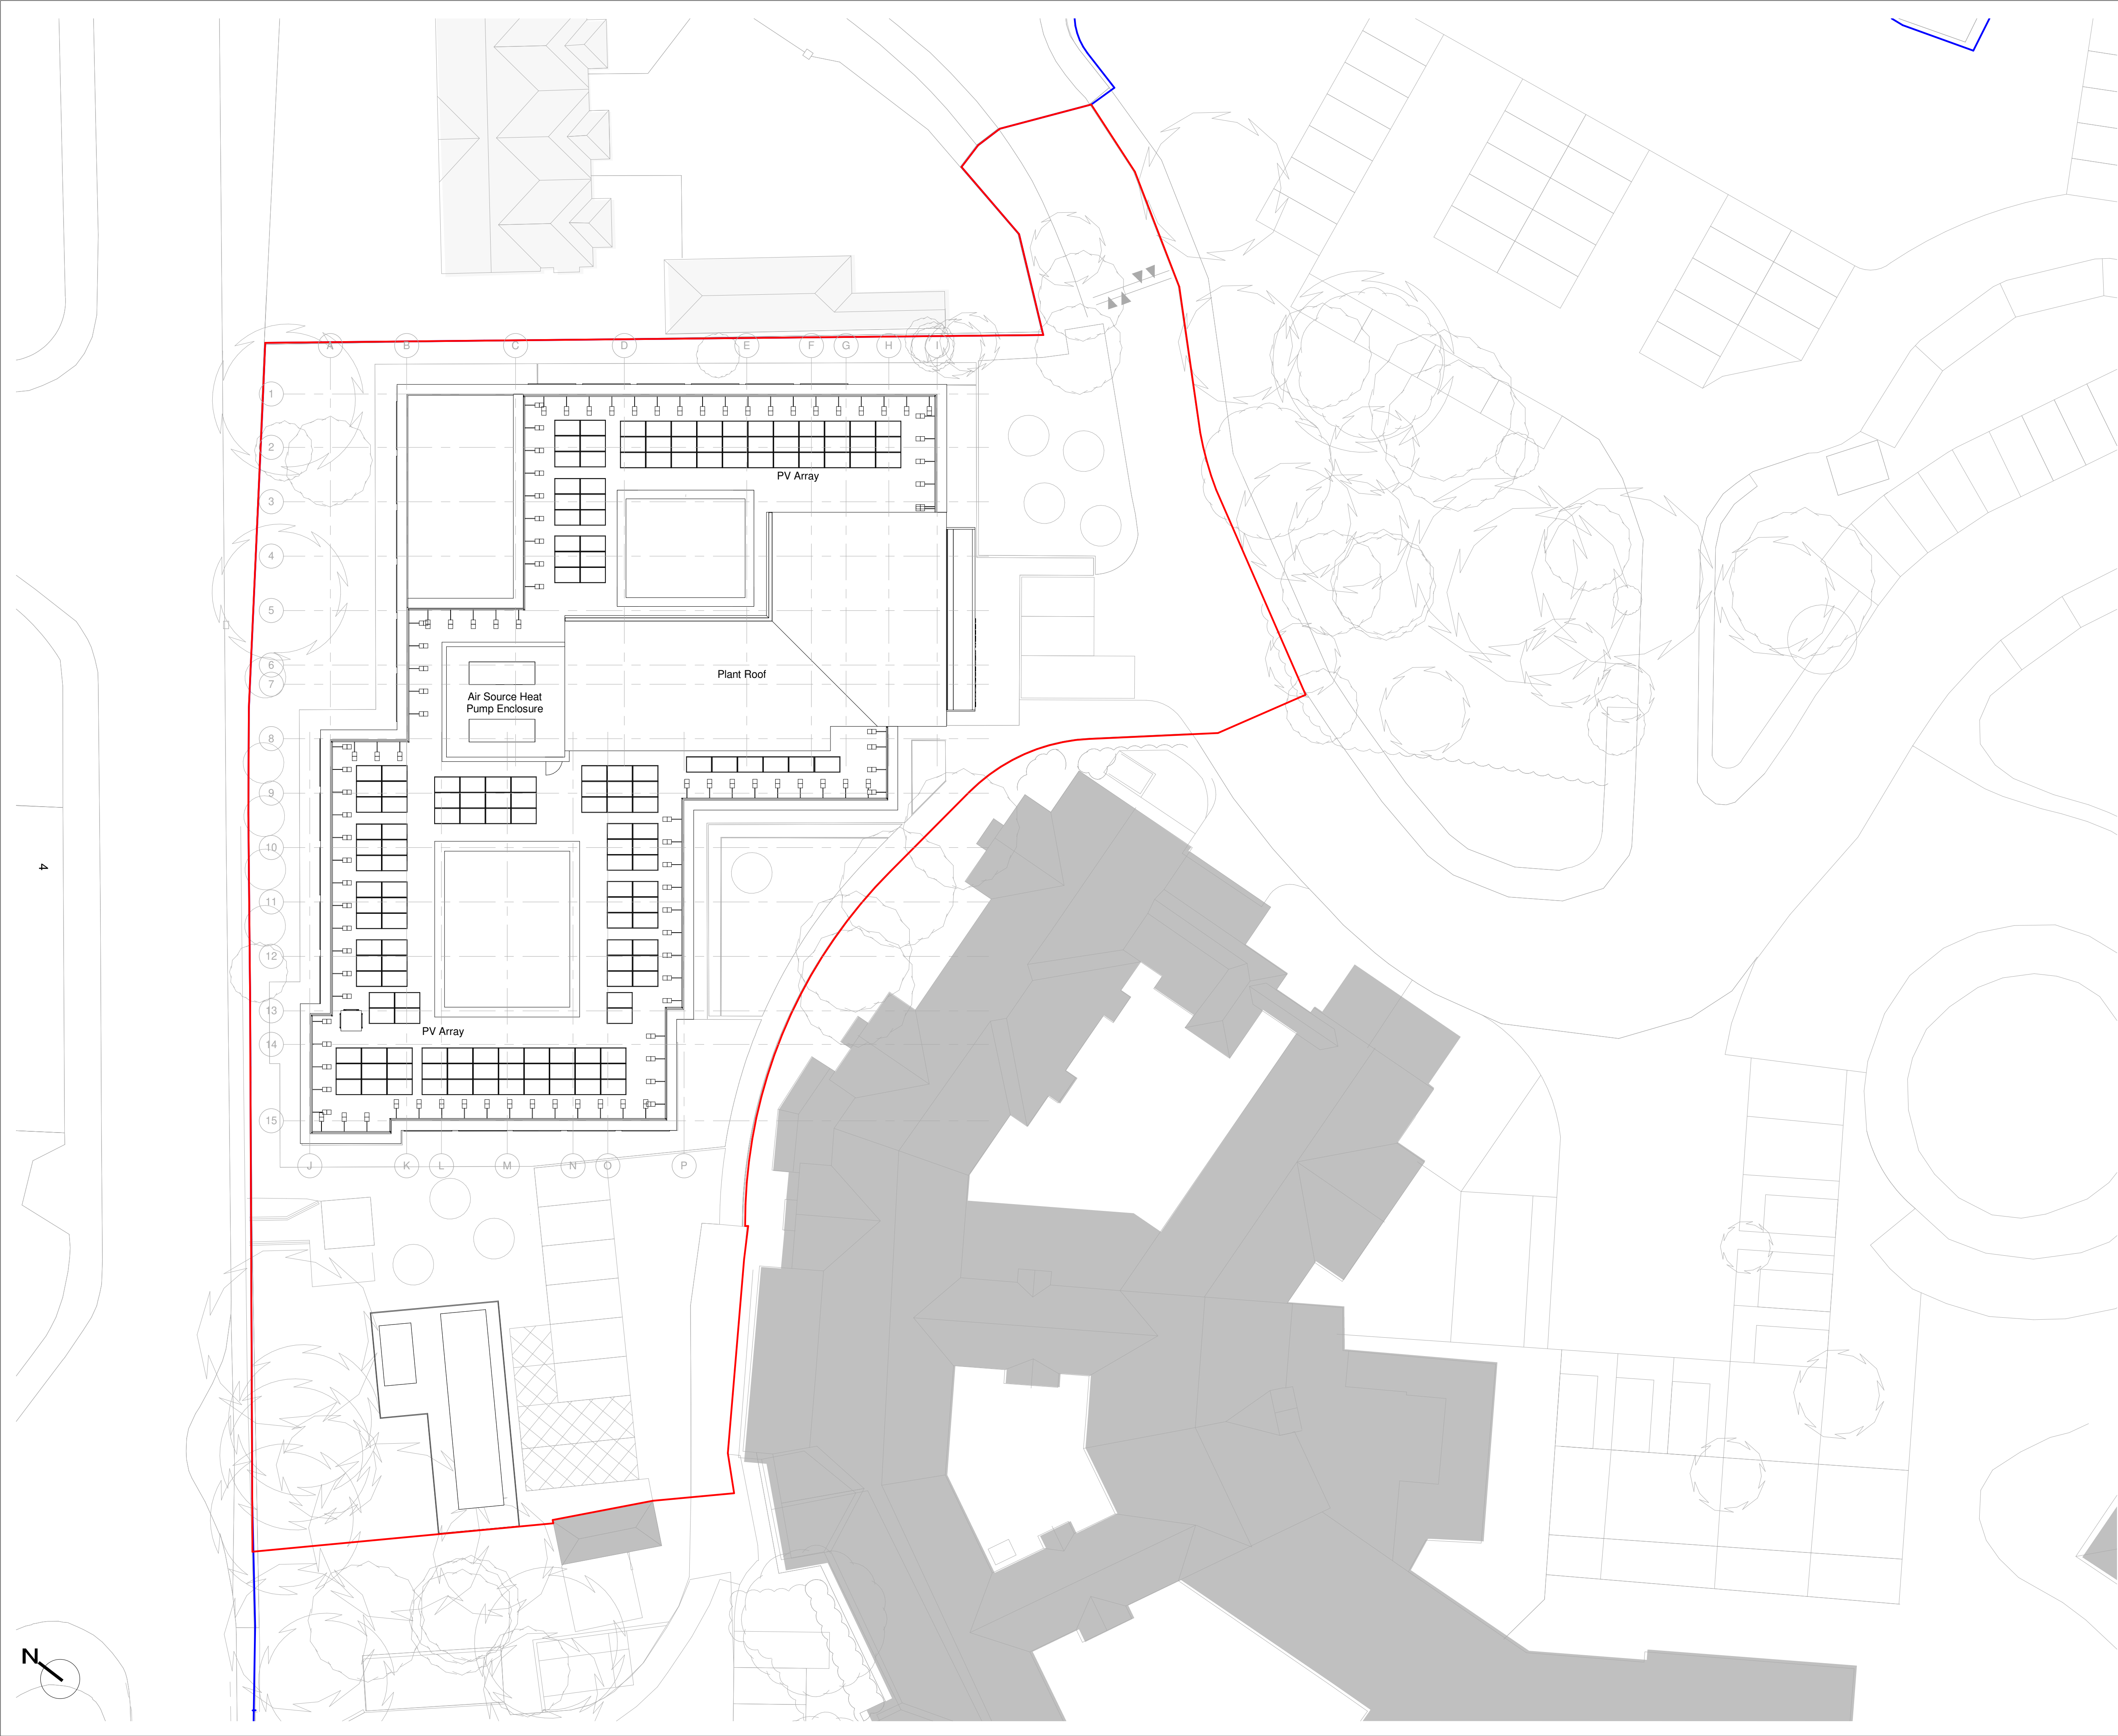 A B C D E F G H I
1
2
PV Array
3
4
5
6
Plant Roof
7
Air Source Heat
Pump Enclosure
8
9
10
4
11
12
13
PV Array
14
15
J K L M N O P
N